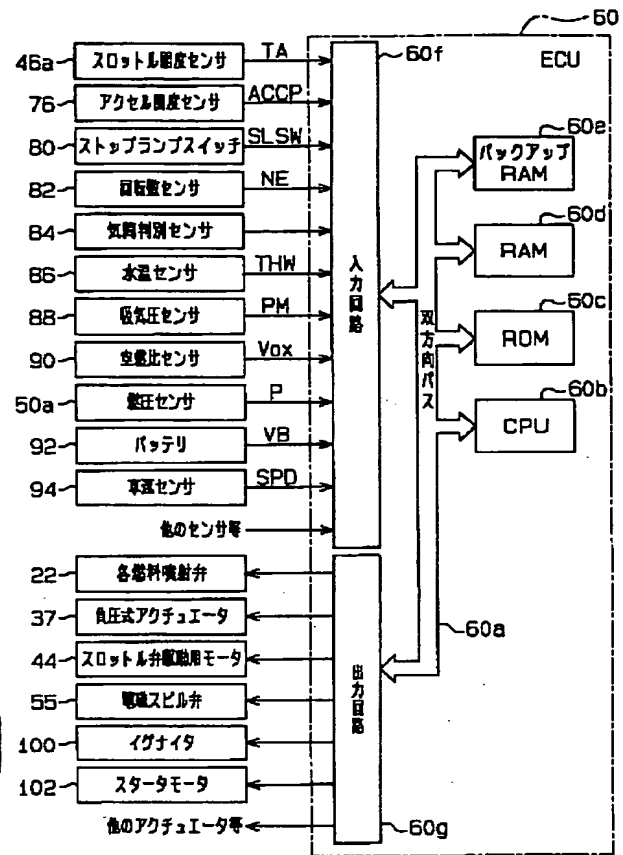 60
46a スロットル開度センサ TA
60f
ECU
76 アクセル開度センサ ACCP
80 ストップランプスイッチ SLSW
60e
バックアップ
RAM
82 回転数センサ NE
84 気筒判別センサ
60d
RAM
86 水温センサ THW
88 吸気圧センサ PM
入力回路
双方向バス
60c
ROM
90 空燃比センサ Vox
50a 燃圧センサ P
60b
CPU
92 バッテリ VB
94 車速センサ SPD
他のセンサ等
22 各燃料噴射弁
37 負圧式アクチュエータ
60a
44 スロットル弁駆動用モータ
出力回路
55 電磁スピル弁
100 イグナイタ
102 スタータモータ
他のアクチュエータ等
60g